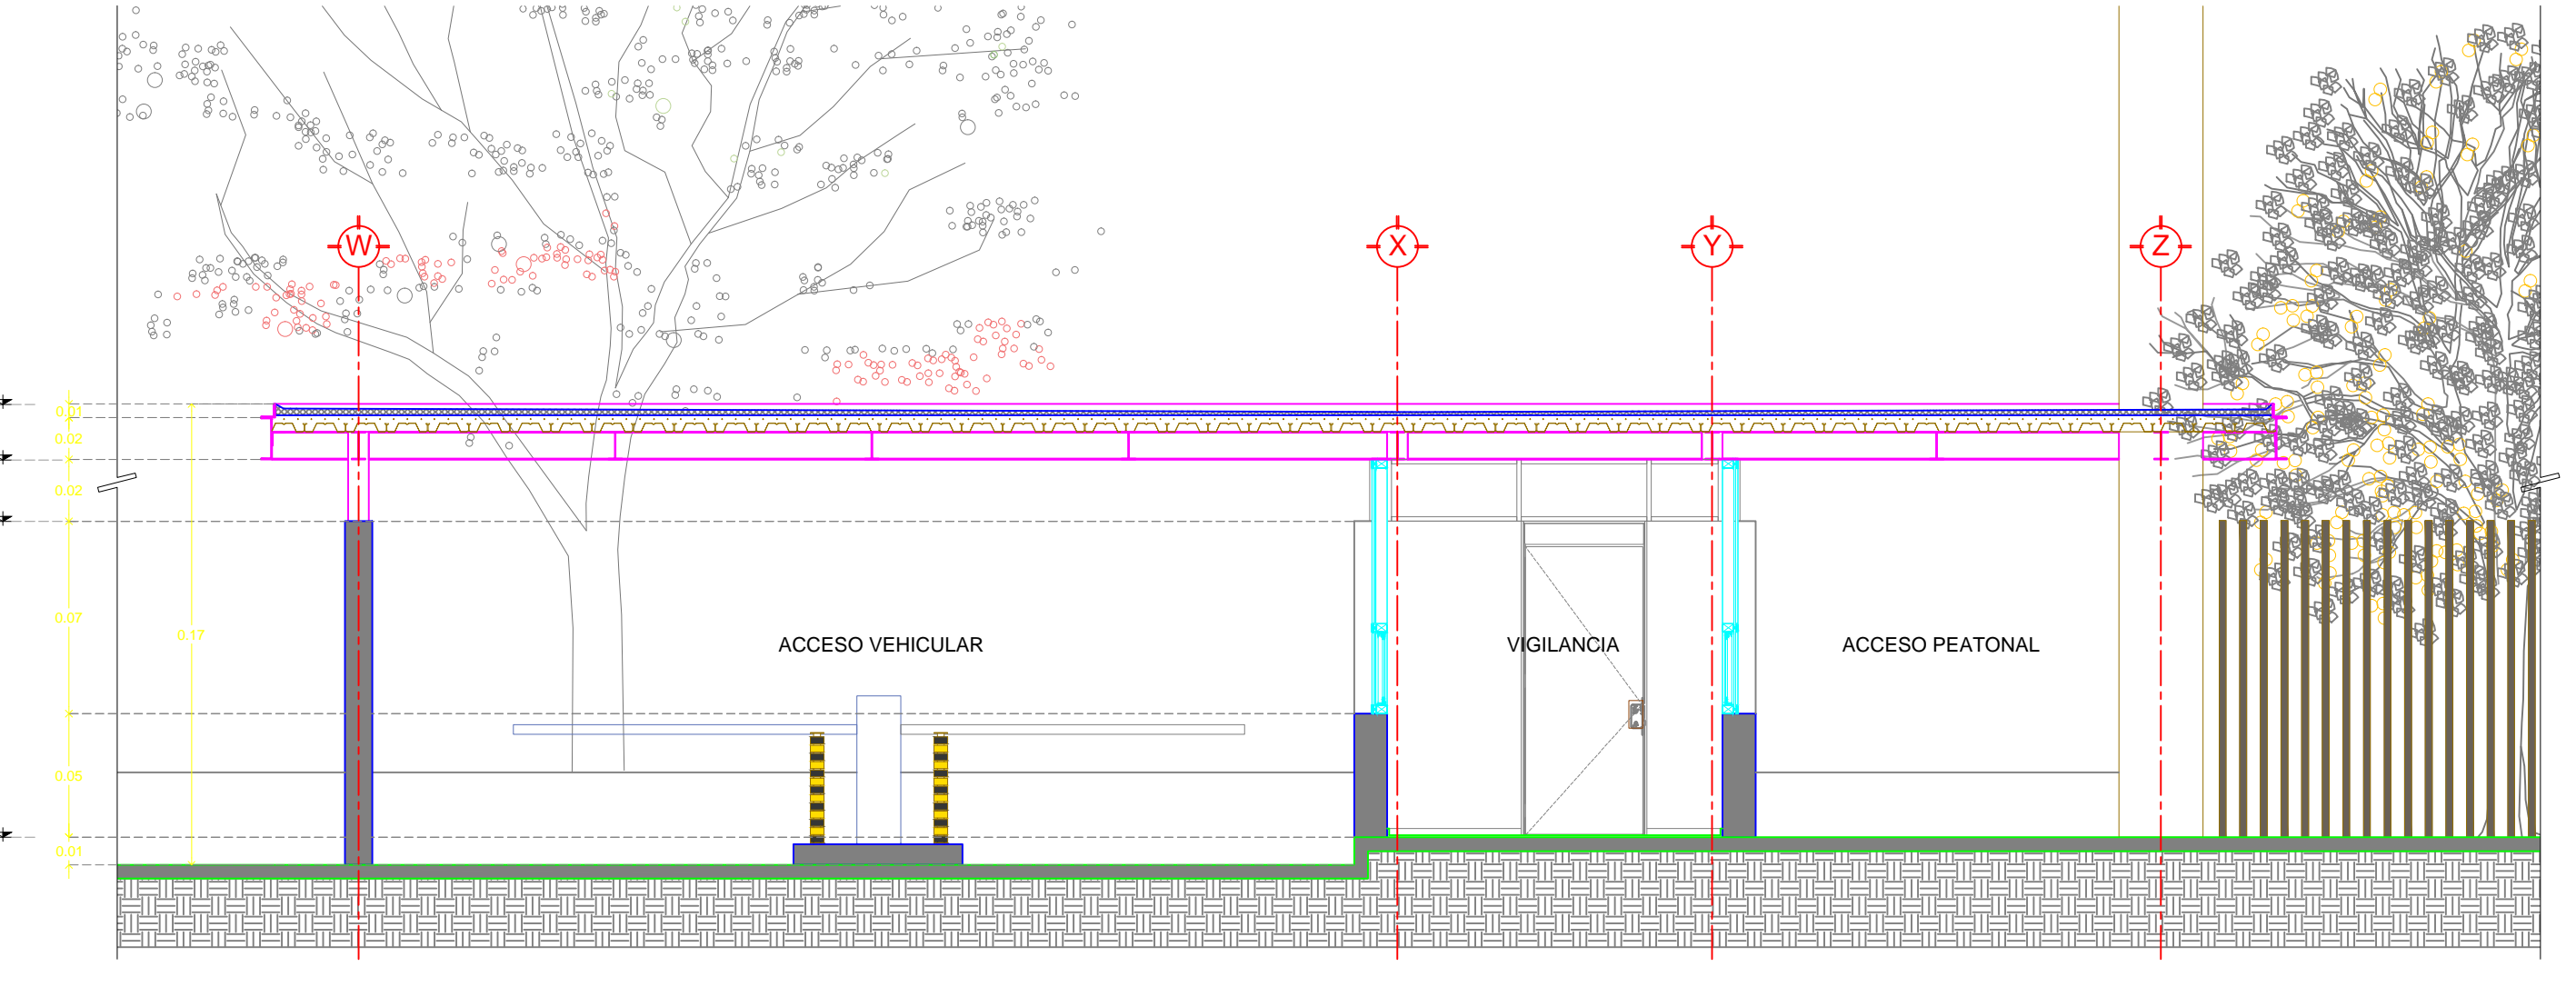 W
X
Y
Z
0.01
0.02
0.02
0.07
0.17
ACCESO VEHICULAR
VIGILANCIA
ACCESO PEATONAL
0.05
0.01